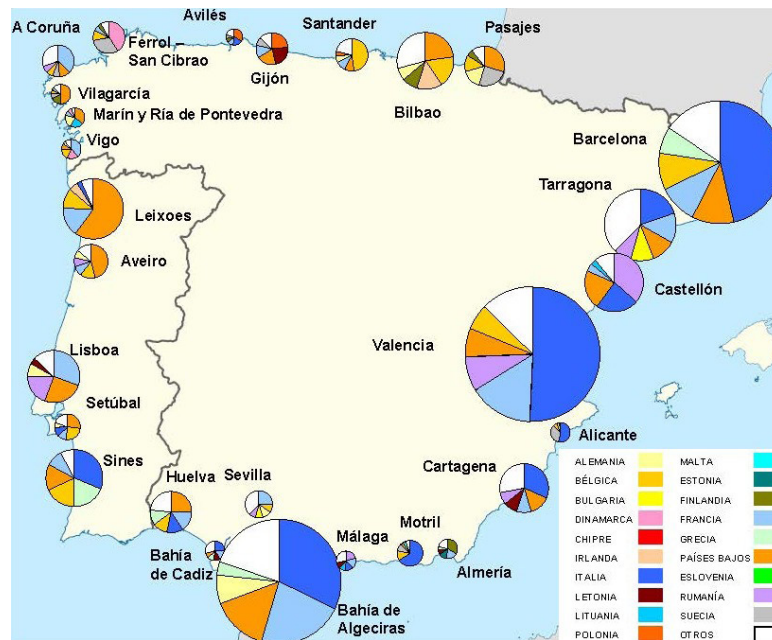 Avilés
A Coruña
Santander
Pasajes
Ferrol –
San Cibrao
Gijón
Bilbao
Vilagarcía
Marín y Ría de Pontevedra
Vigo
Barcelona
Tarragona
Leixoes
Aveiro
Castellón
Valencia
Lisboa
Setúbal
Alicante
Sines
Huelva
Sevilla
Cartagena
Bahía
de Cadiz
Málaga
Motril
Almería
Bahía de
Algeciras
ALEMANIA
MALTA
BÉLGICA
ESTONIA
BULGARIA
FINLANDIA
DINAMARCA
FRANCIA
CHIPRE
GRECIA
IRLANDA
PAÍSES BAJOS
ITALIA
ESLOVENIA
LETONIA
RUMANÍA
LITUANIA
SUECIA
POLONIA
OTROS